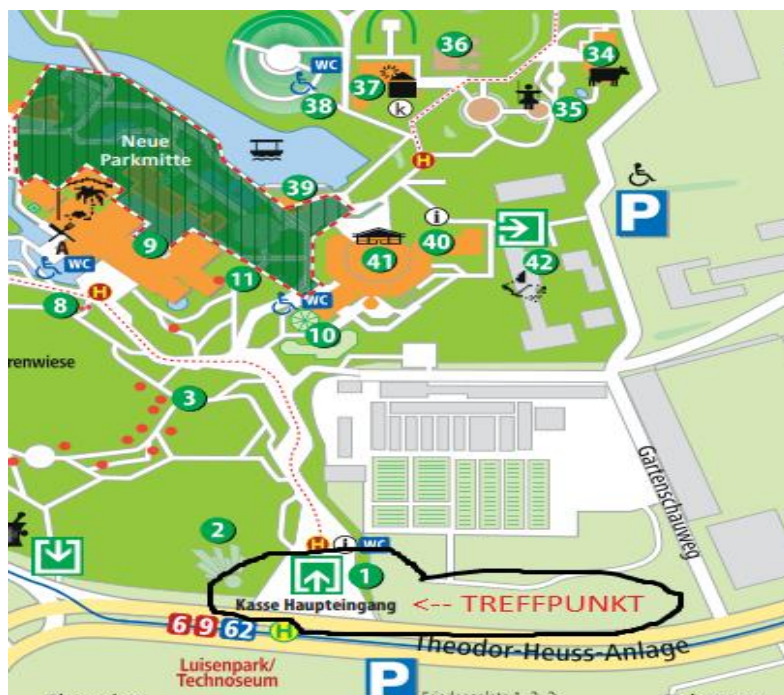 36
34
WC
37
38
k
35
Neue
Parkmitte
H
39
i
P
9
A
40
41
42
WC
11
H
WC
8
10
renwiese
3
Gartenschauweg
2
H i WC
1
Kasse Haupteingang <-- TREFFPUNKT
6 9 62 H
Theodor-Heuss-Anlage
Luisenpark/
Technoseum
P